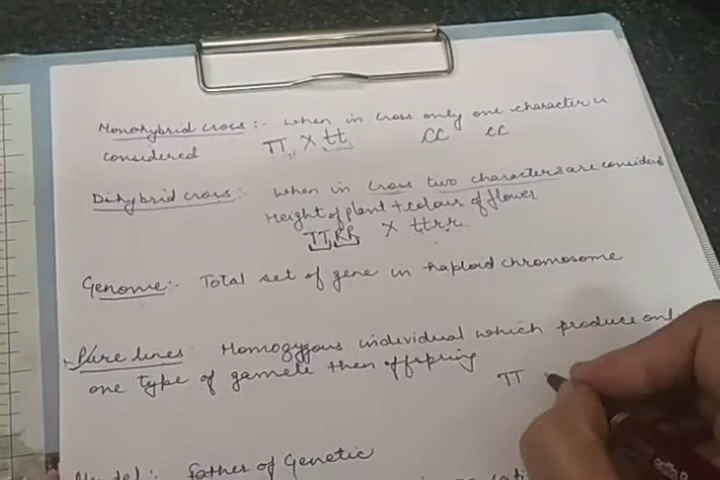 Monohybrid cross :- When in cross only one character is
considered TT X tt CC cc
Dihybrid cross :- When in cross two characters are considered
Height of plant + colour of flower
TTRR X ttrr
Genome :- Total set of gene in haploid chromosome
Pure lines Homozygous individual which produce only
one type of gamete then offspring
TT
Mendel : Father of Genetic